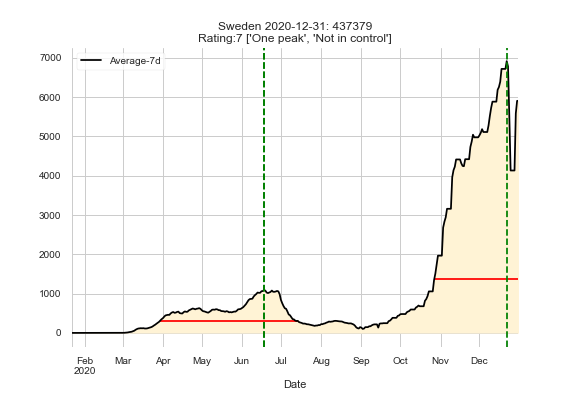 Sweden 2020-12-31: 437379
Rating:7 ['One peak', 'Not in control']
Average-7d
7000
6000
5000
4000
3000
2000
1000
0
Feb Mar Apr May Jun Jul Aug Sep Oct Nov Dec
2020
Date